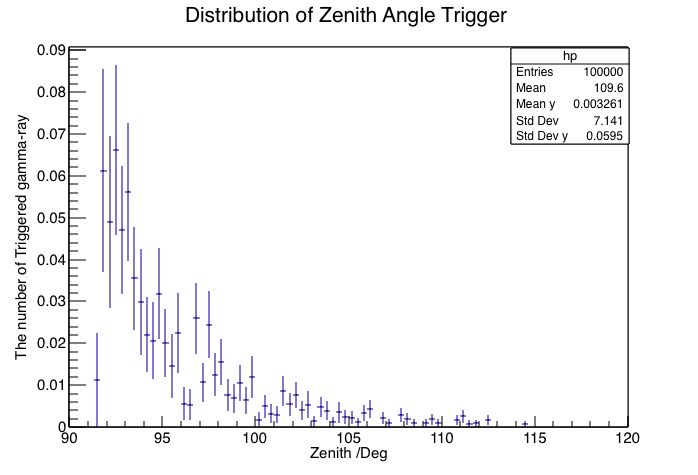 Distribution of Zenith Angle Trigger
hp
Entries 100000
Mean 109.6
Mean y 0.003261
Std Dev 7.141
Std Dev y 0.0595
The number of Triggered gamma-ray
0.09
0.08
0.07
0.06
0.05
0.04
0.03
0.02
0.01
0
90 95 100 105 110 115 120
Zenith /Deg